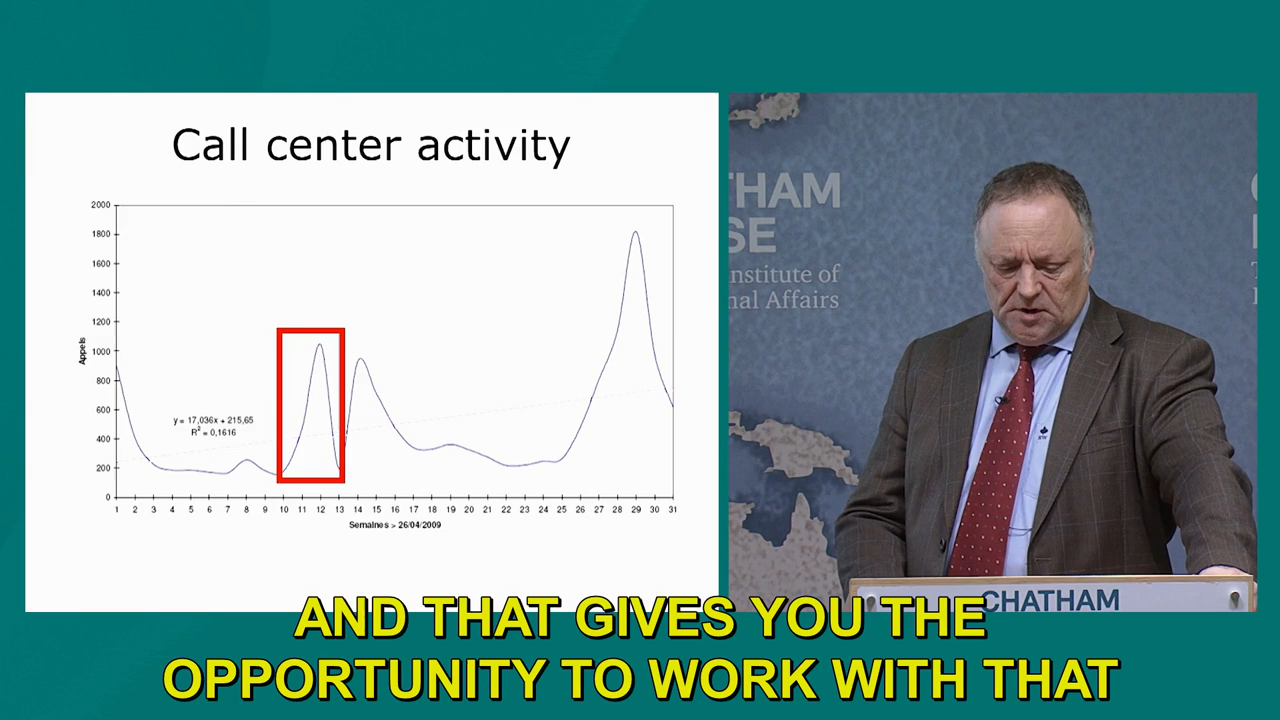 Call center activity
2000
1800
1600
1400
1200
1000
800
600
400
200
0
Appels
y = 17,036x + 215,65
R² = 0,1616
1 2 3 4 5 6 7 8 9 10 11 12 13 14 15 16 17 18 19 20 21 22 23 24 25 26 27 28 29 30 31
Semaines > 26/04/2009
THAM
SE
nstitute of
nal Affairs
CHATHAM
AND THAT GIVES YOU THE
OPPORTUNITY TO WORK WITH THAT